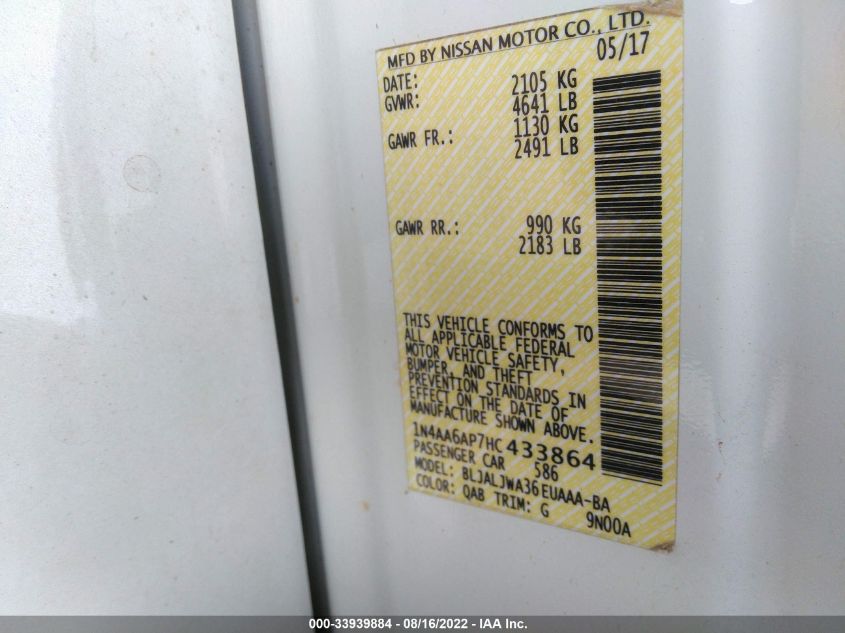 MFD BY NISSAN MOTOR CO., LTD.
DATE: 05/17
GVWR: 2105 KG
4641 LB
GAWR FR.: 1130 KG
2491 LB
GAWR RR.: 990 KG
2183 LB
THIS VEHICLE CONFORMS TO
ALL APPLICABLE FEDERAL
MOTOR VEHICLE SAFETY,
BUMPER, AND THEFT
PREVENTION STANDARDS IN
EFFECT ON THE DATE OF
MANUFACTURE SHOWN ABOVE.
1N4AA6AP7HC433864
PASSENGER CAR 586
MODEL: BLJALJWA36EUAAA-BA
COLOR: QAB TRIM: G 9N00A
000-33939884 - 08/16/2022 - IAA Inc.